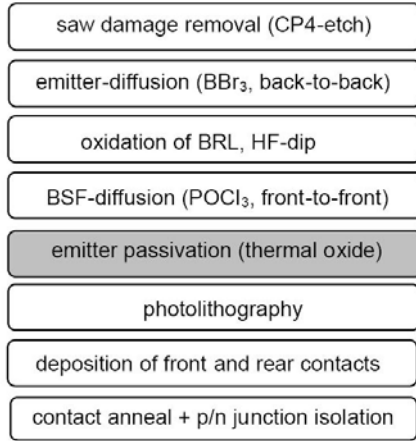 saw damage removal (CP4-etch)
emitter-diffusion (BBr₃, back-to-back)
oxidation of BRL, HF-dip
BSF-diffusion (POCl₃, front-to-front)
emitter passivation (thermal oxide)
photolithography
deposition of front and rear contacts
contact anneal + p/n junction isolation